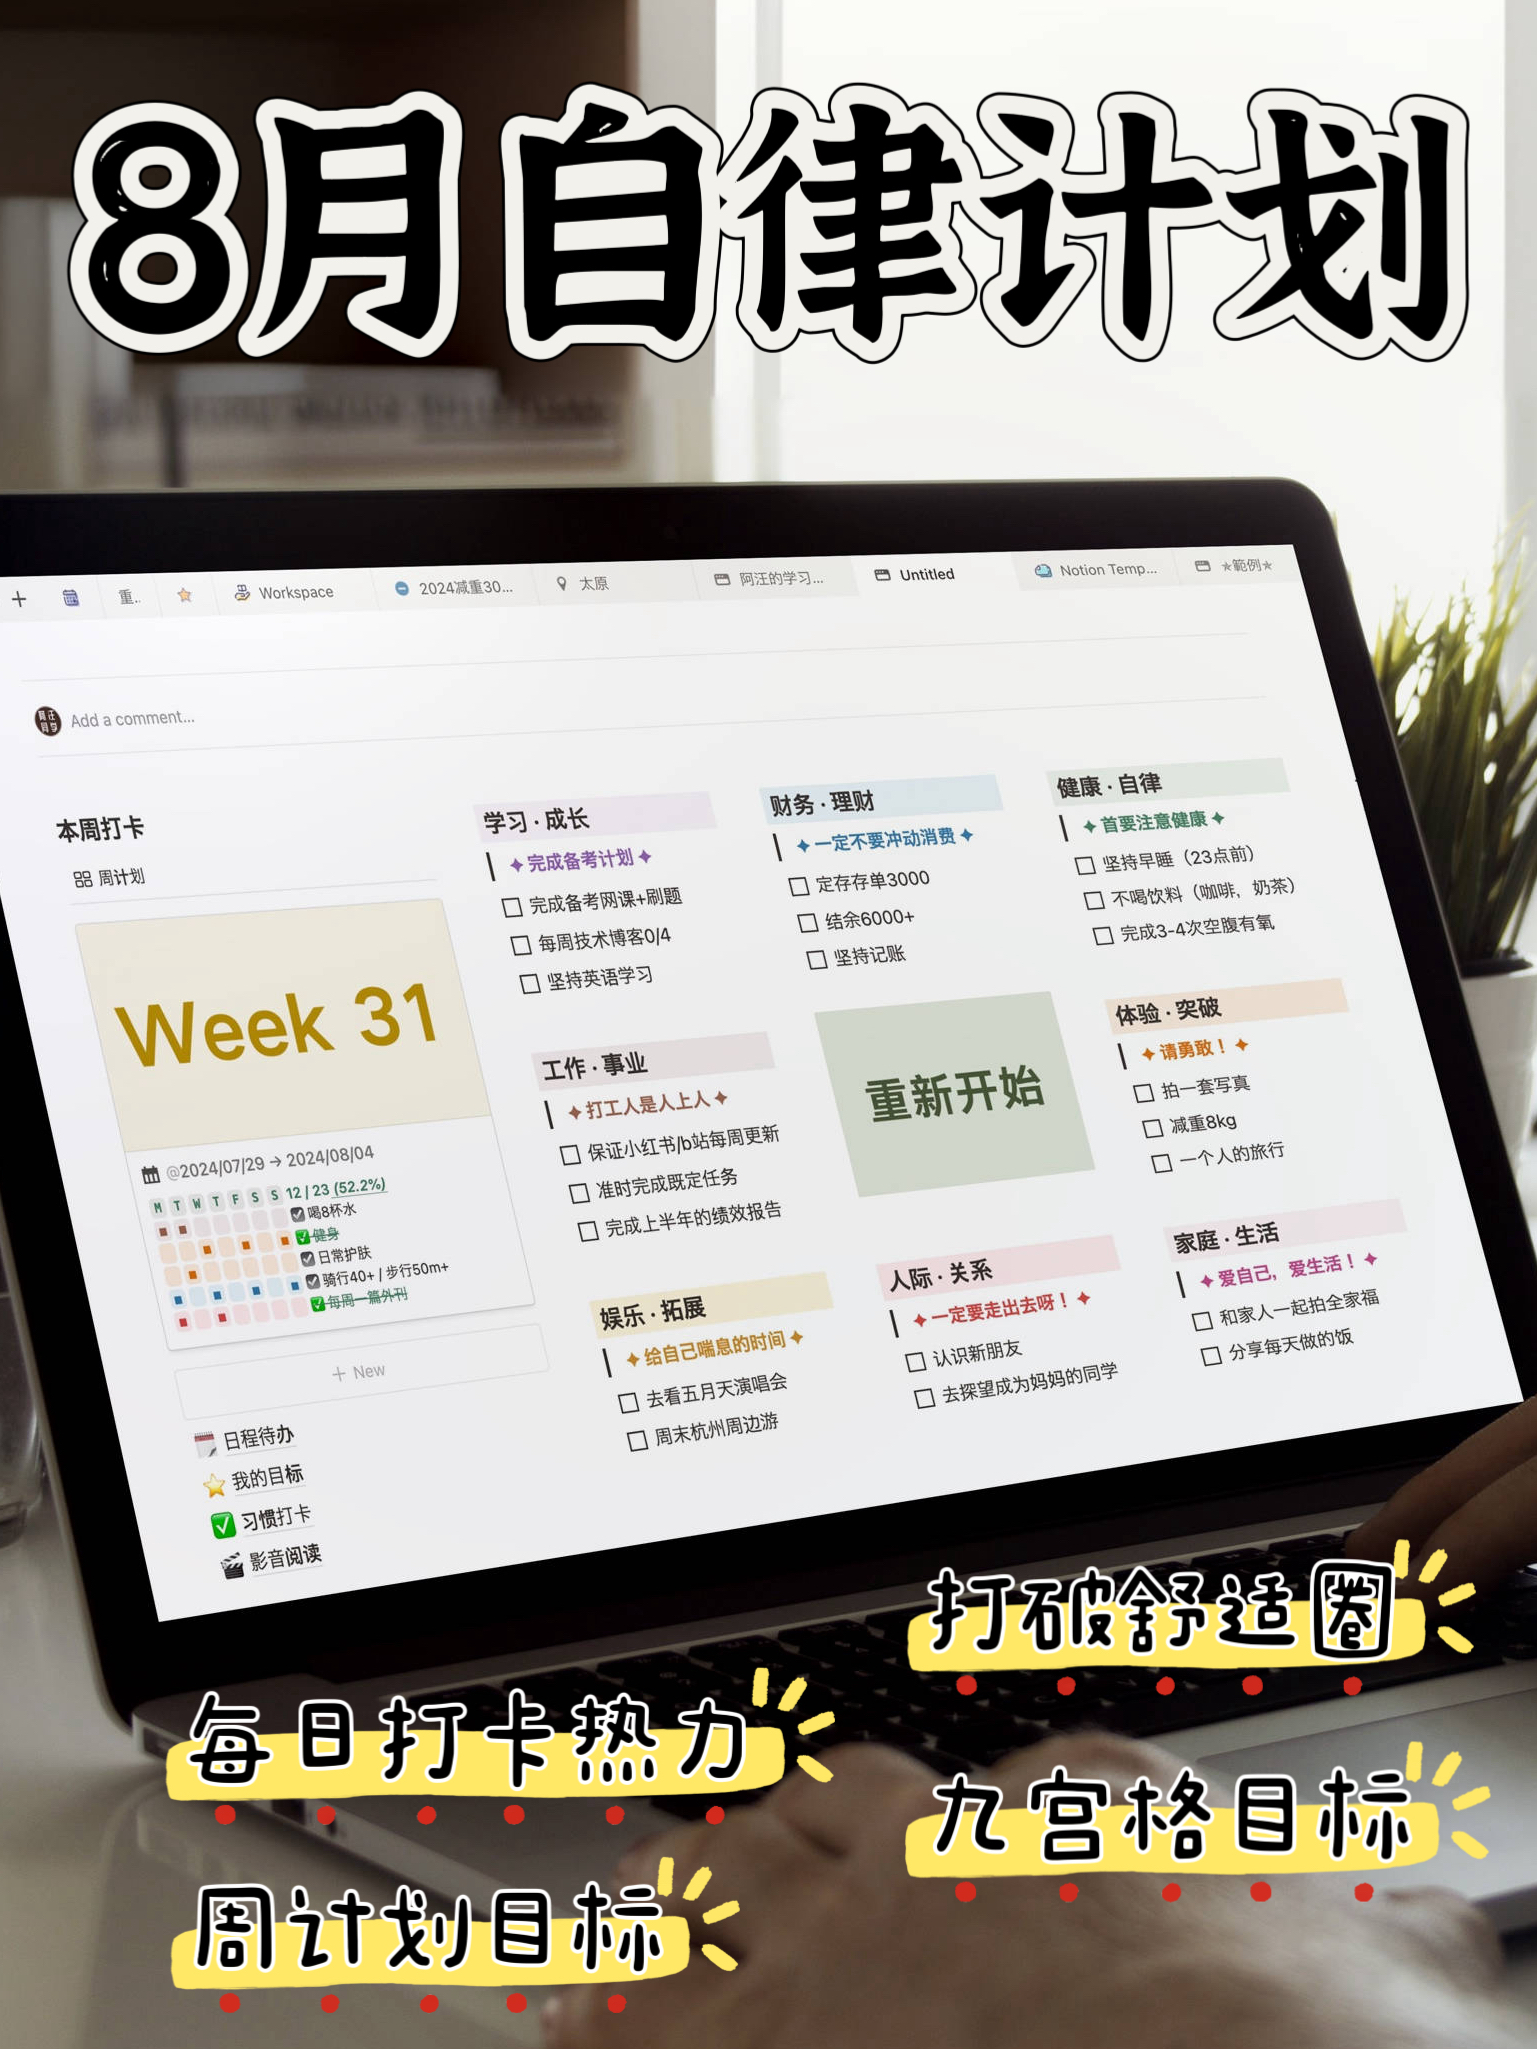 8月自律计划
重..
Workspace
2024减重30...
太原
阿汪的学习...
Untitled
Notion Temp...
★範例★
Add a comment...
本周打卡
周计划
Week 31
@2024/07/29 → 2024/08/04
M T W T F S S 12 / 23 (52.2%)
喝8杯水
健身
日常护肤
骑行40+ / 步行50m+
每周一篇外刊
+ New
日程待办
我的目标
习惯打卡
影音阅读
学习 · 成长
✦ 完成备考计划 ✦
完成备考网课+刷题
每周技术博客0/4
坚持英语学习
财务 · 理财
✦ 一定不要冲动消费 ✦
定存存单3000
结余6000+
坚持记账
健康 · 自律
✦ 首要注意健康 ✦
坚持早睡（23点前）
不喝饮料（咖啡，奶茶）
完成3-4次空腹有氧
工作 · 事业
✦ 打工人是人上人 ✦
保证小红书/b站每周更新
准时完成既定任务
完成上半年的绩效报告
重新开始
体验 · 突破
✦ 请勇敢！ ✦
拍一套写真
减重8kg
一个人的旅行
娱乐 · 拓展
✦ 给自己喘息的时间 ✦
去看五月天演唱会
周末杭州周边游
人际 · 关系
✦ 一定要走出去呀！ ✦
认识新朋友
去探望成为妈妈的同学
家庭 · 生活
✦ 爱自己，爱生活！ ✦
和家人一起拍全家福
分享每天做的饭
打破舒适圈
每日打卡热力
九宫格目标
周计划目标